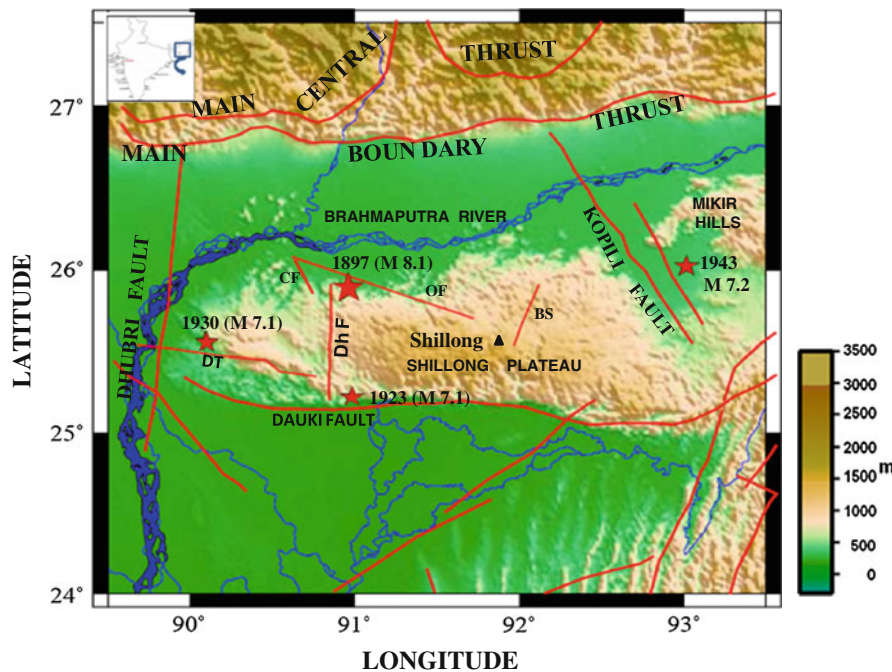 CENTRAL
THRUST
MAIN
THRUST
MAIN
BOUN DARY
27°
BRAHMAPUTRA RIVER
MIKIR
HILLS
KOPILI
FAULT
DHUBRI FAULT
26°
1897 (M 8.1)
1943
M 7.2
CF
OF
BS
1930 (M 7.1)
Dh F
Shillong
SHILLONG PLATEAU
DT
1923 (M 7.1)
DAUKI FAULT
25°
24°
LATITUDE
90°
91°
92°
93°
LONGITUDE
3500
3000
2500
2000
1500
1000
500
0
m